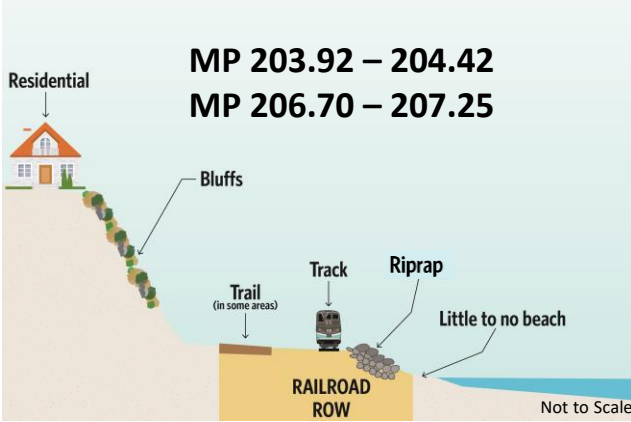 MP 203.92 – 204.42
MP 206.70 – 207.25
Residential
Bluffs
Trail
(in some areas)
Track
Riprap
Little to no beach
RAILROAD
ROW
Not to Scale